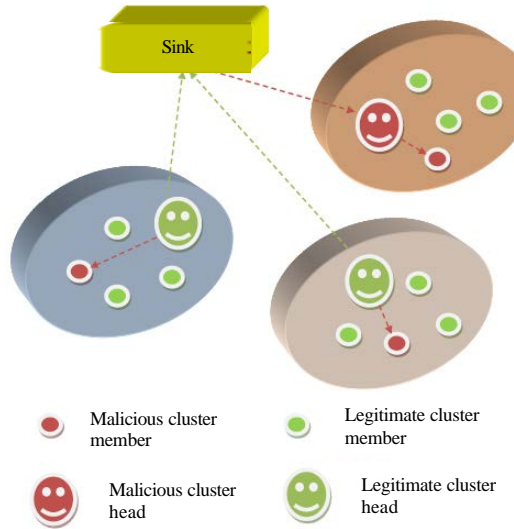 Sink
Malicious cluster
member
Legitimate cluster
member
Malicious cluster
head
Legitimate cluster
head